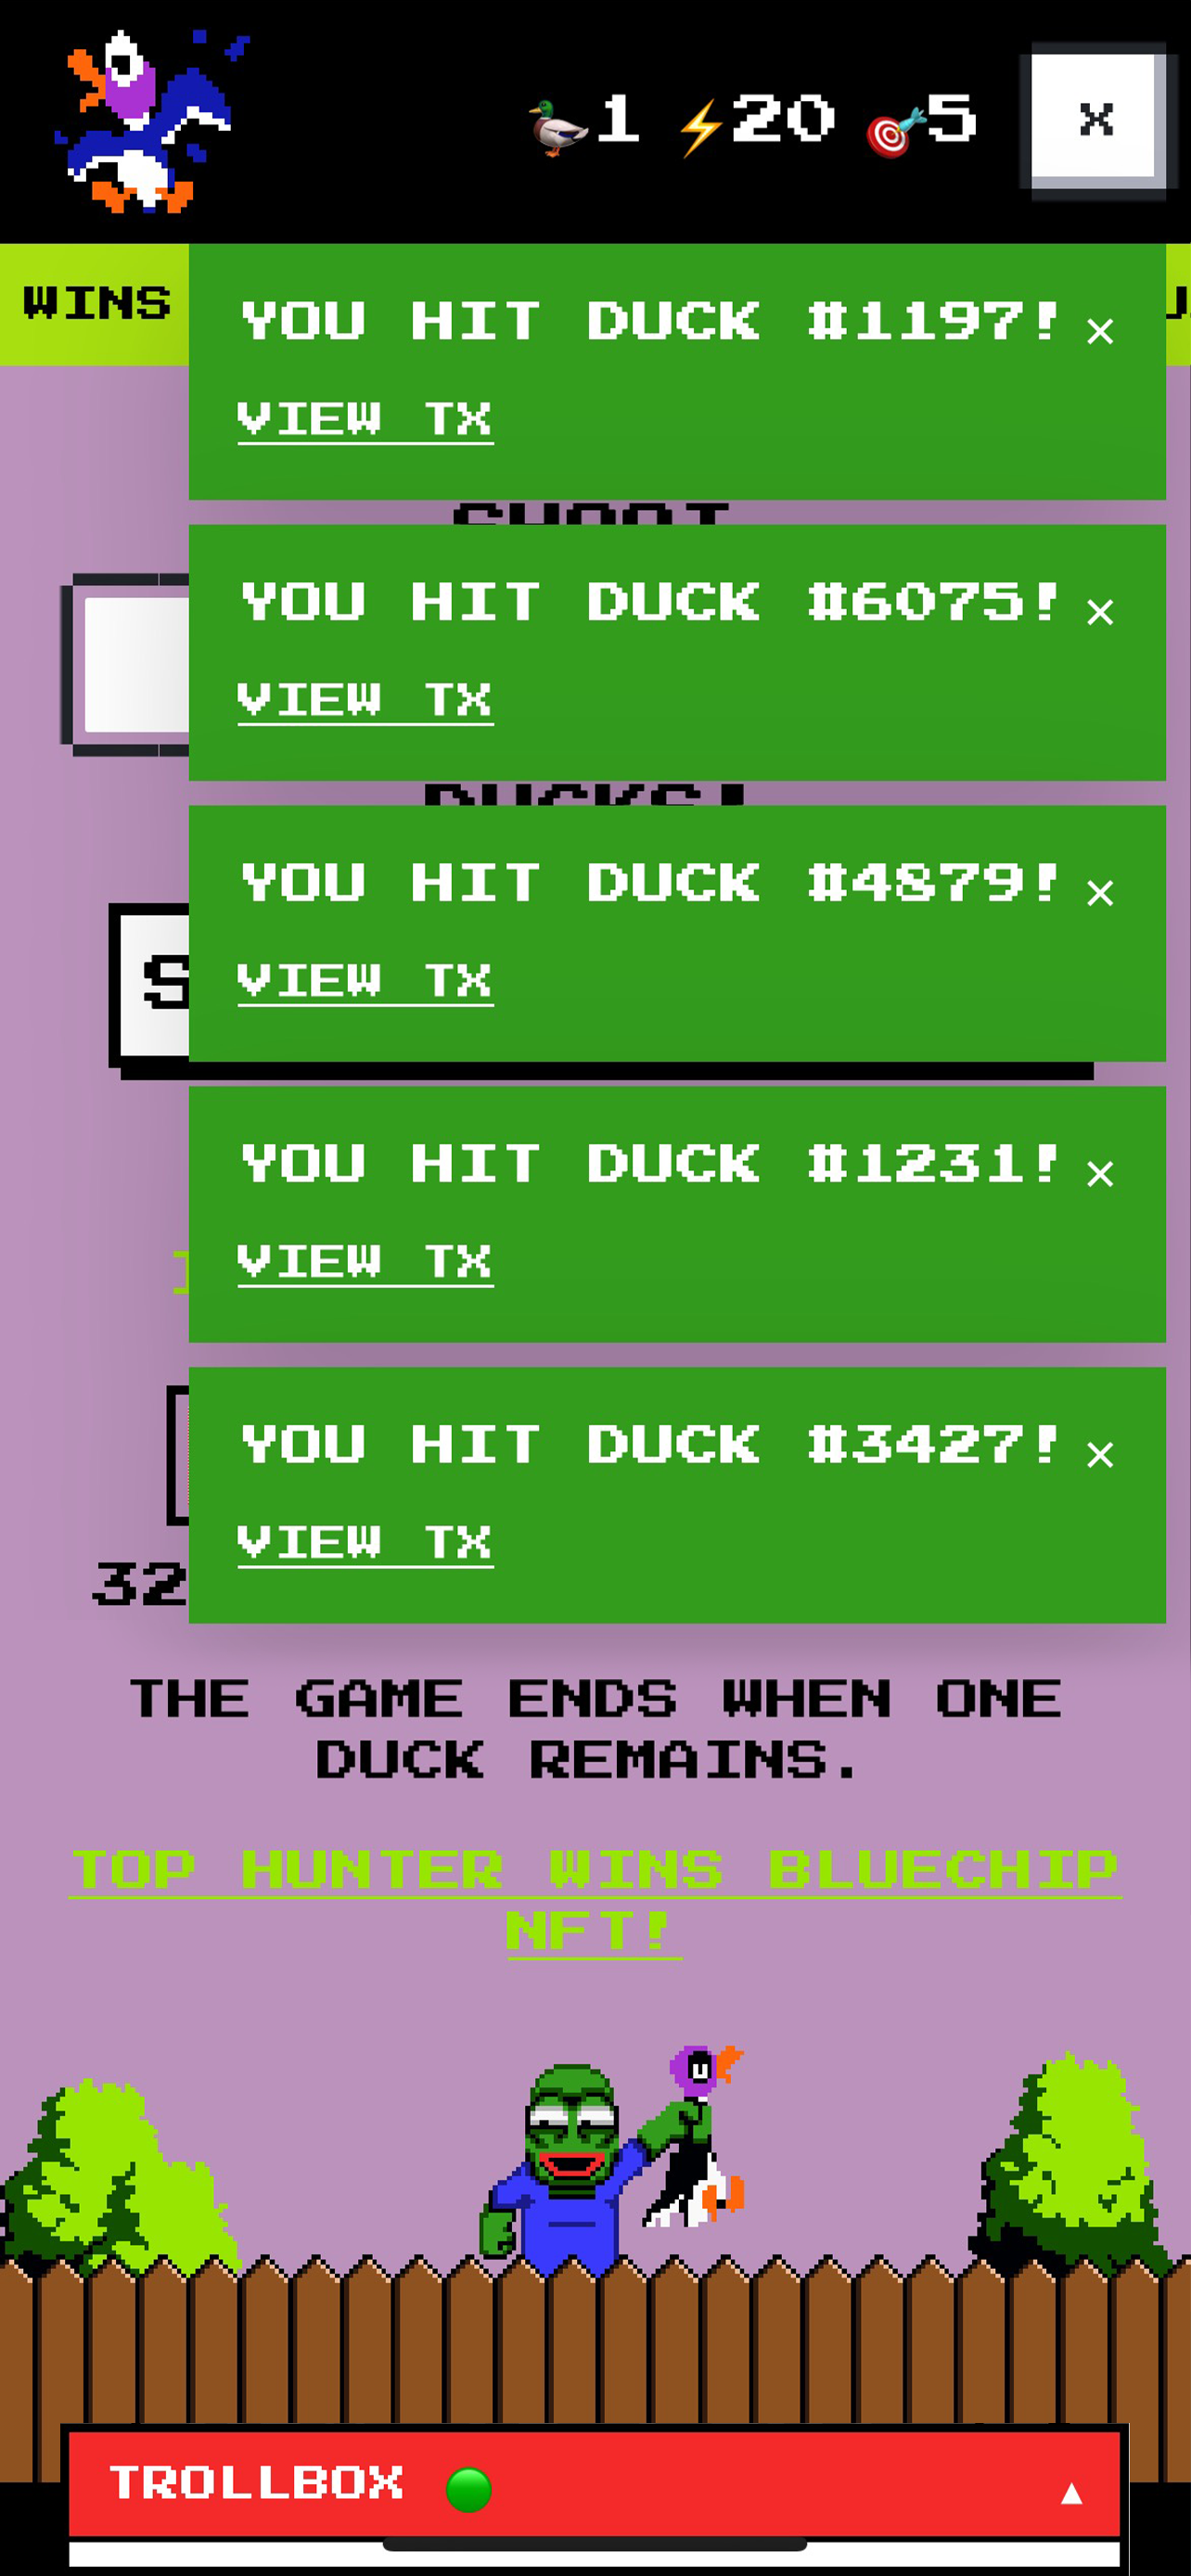 1 20 5 x
WINS
YOU HIT DUCK #1197! ×
VIEW TX
SHOOT
YOU HIT DUCK #6075! ×
VIEW TX
DUCKS!
YOU HIT DUCK #4879! ×
S
VIEW TX
YOU HIT DUCK #1231! ×
VIEW TX
YOU HIT DUCK #3427! ×
VIEW TX
32
THE GAME ENDS WHEN ONE
DUCK REMAINS.
TOP HUNTER WINS BLUECHIP
NFT!
TROLLBOX